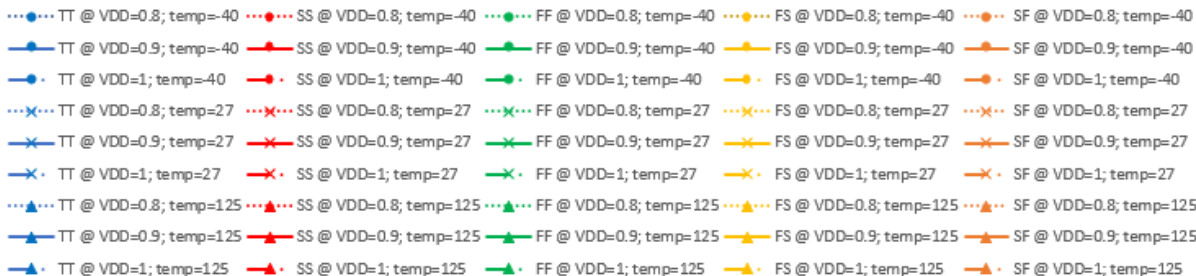 TT @ VDD=0.8; temp=-40 SS @ VDD=0.8; temp=-40 FF @ VDD=0.8; temp=-40 FS @ VDD=0.8; temp=-40 SF @ VDD=0.8; temp=-40
TT @ VDD=0.9; temp=-40 SS @ VDD=0.9; temp=-40 FF @ VDD=0.9; temp=-40 FS @ VDD=0.9; temp=-40 SF @ VDD=0.9; temp=-40
TT @ VDD=1; temp=-40 SS @ VDD=1; temp=-40 FF @ VDD=1; temp=-40 FS @ VDD=1; temp=-40 SF @ VDD=1; temp=-40
TT @ VDD=0.8; temp=27 SS @ VDD=0.8; temp=27 FF @ VDD=0.8; temp=27 FS @ VDD=0.8; temp=27 SF @ VDD=0.8; temp=27
TT @ VDD=0.9; temp=27 SS @ VDD=0.9; temp=27 FF @ VDD=0.9; temp=27 FS @ VDD=0.9; temp=27 SF @ VDD=0.9; temp=27
TT @ VDD=1; temp=27 SS @ VDD=1; temp=27 FF @ VDD=1; temp=27 FS @ VDD=1; temp=27 SF @ VDD=1; temp=27
TT @ VDD=0.8; temp=125 SS @ VDD=0.8; temp=125 FF @ VDD=0.8; temp=125 FS @ VDD=0.8; temp=125 SF @ VDD=0.8; temp=125
TT @ VDD=0.9; temp=125 SS @ VDD=0.9; temp=125 FF @ VDD=0.9; temp=125 FS @ VDD=0.9; temp=125 SF @ VDD=0.9; temp=125
TT @ VDD=1; temp=125 SS @ VDD=1; temp=125 FF @ VDD=1; temp=125 FS @ VDD=1; temp=125 SF @ VDD=1; temp=125